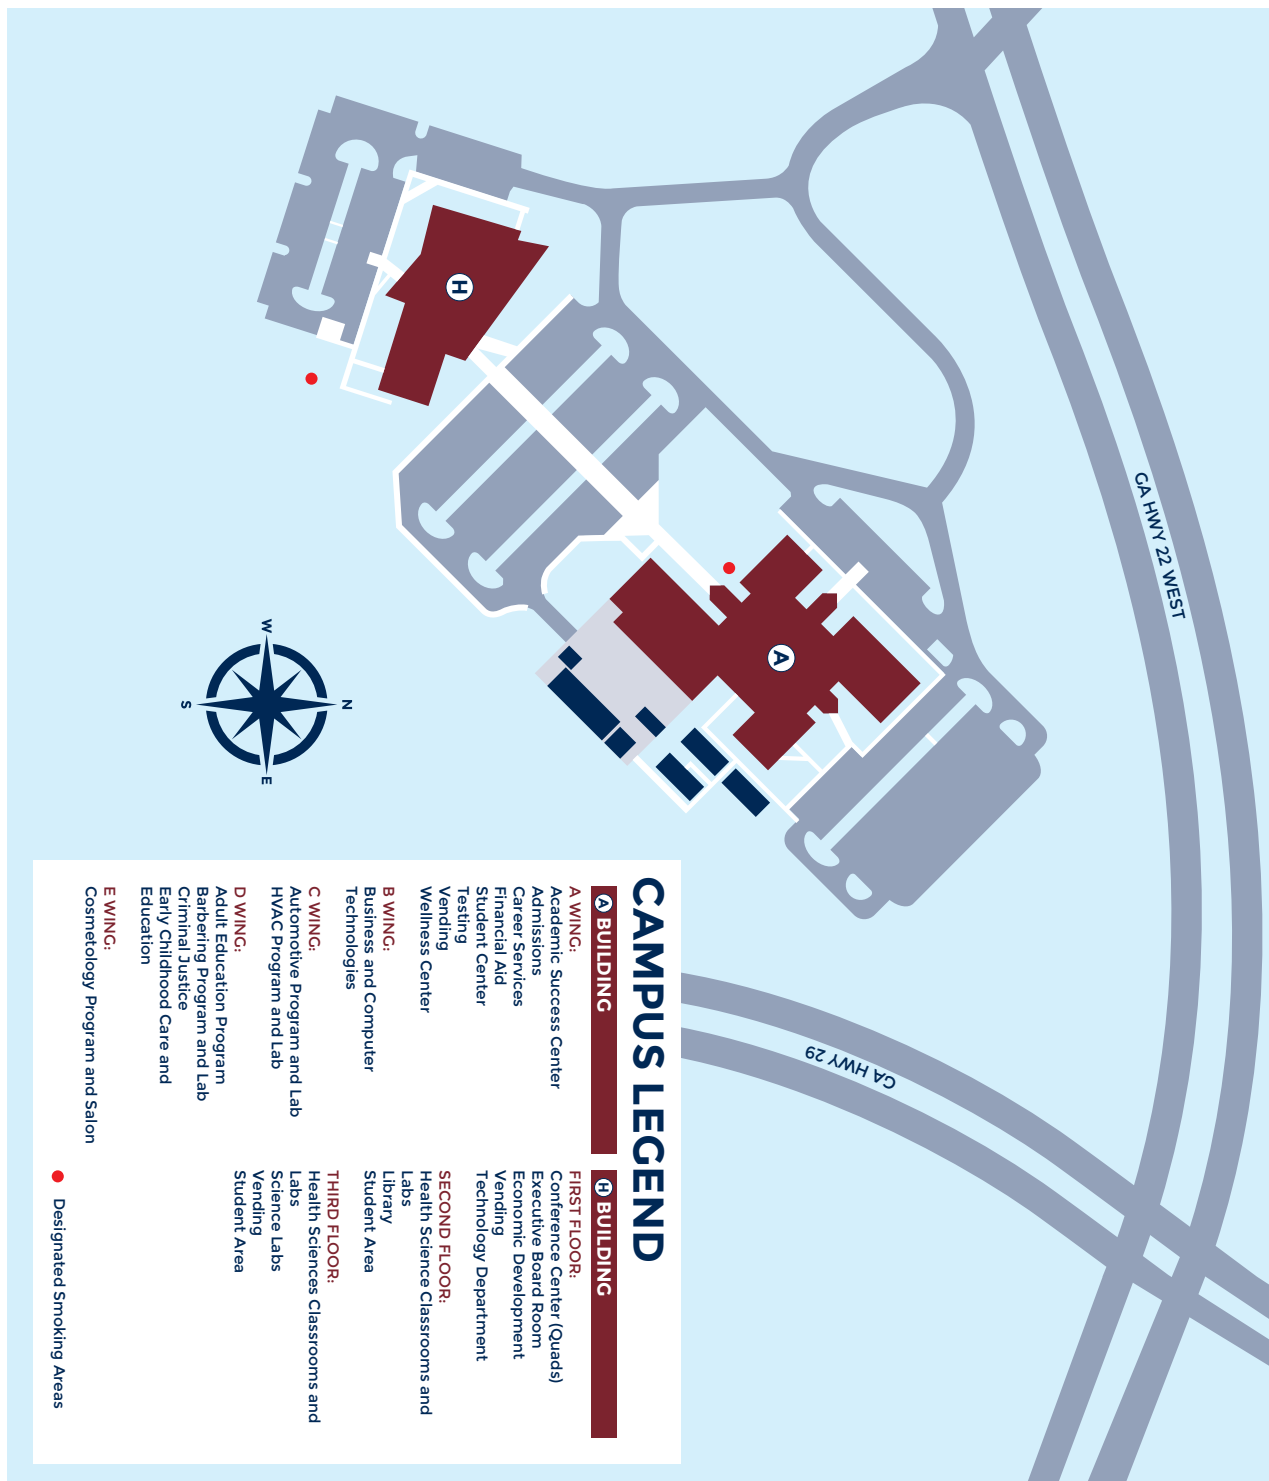 GA HWY 22 WEST
H
A
GA HWY 29
N
W
E
S
CAMPUS LEGEND
A BUILDING
A WING:
Academic Success Center
Admissions
Career Services
Financial Aid
Student Center
Testing
Vending
Wellness Center
B WING:
Business and Computer
Technologies
C WING:
Automotive Program and Lab
HVAC Program and Lab
D WING:
Adult Education Program
Barbering Program and Lab
Criminal Justice
Early Childhood Care and
Education
E WING:
Cosmetology Program and Salon
H BUILDING
FIRST FLOOR:
Conference Center (Quads)
Executive Board Room
Economic Development
Vending
Technology Department
SECOND FLOOR:
Health Science Classrooms and
Labs
Library
Student Area
THIRD FLOOR:
Health Sciences Classrooms and
Labs
Science Labs
Vending
Student Area
Designated Smoking Areas